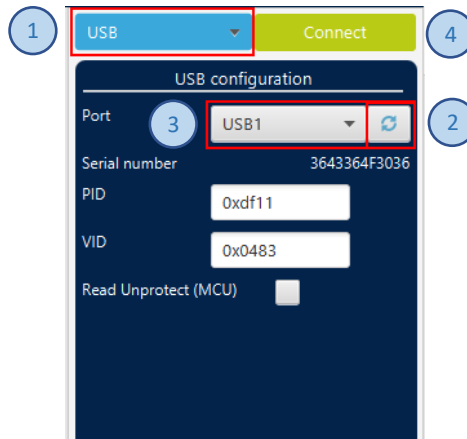 1 USB Connect 4
USB configuration
Port 3 USB1 2
Serial number 3643364F3036
PID 0xdf11
VID 0x0483
Read Unprotect (MCU)